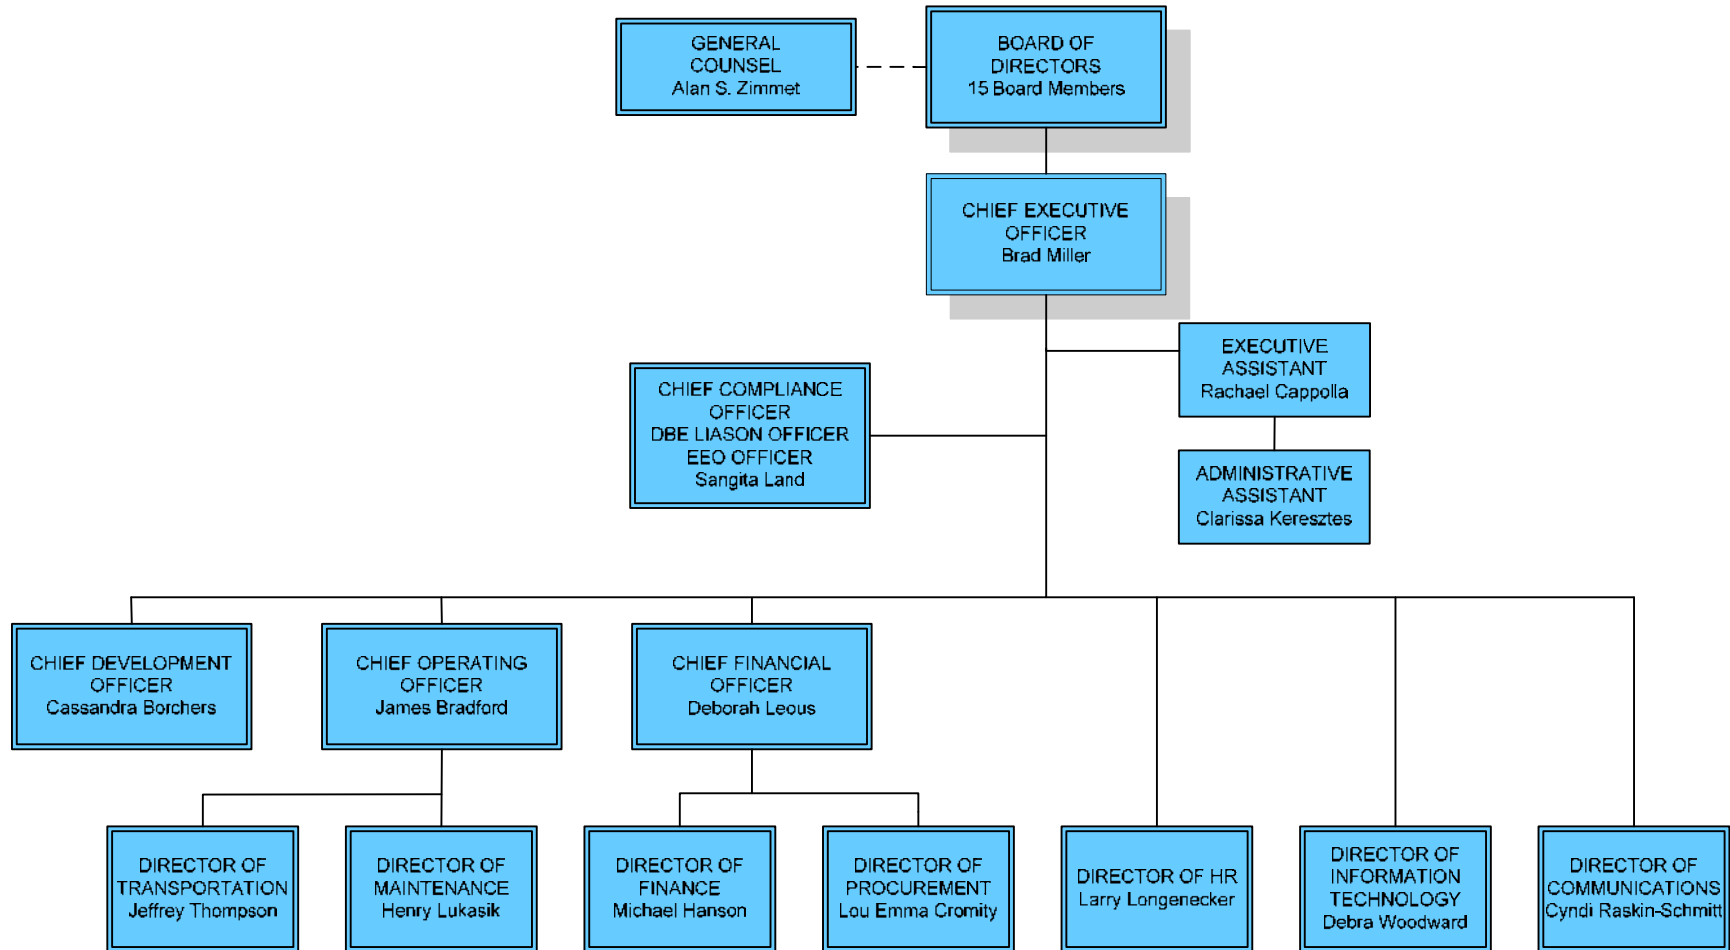 GENERAL
COUNSEL
Alan S. Zimmet
BOARD OF
DIRECTORS
15 Board Members
CHIEF EXECUTIVE
OFFICER
Brad Miller
EXECUTIVE
ASSISTANT
Rachael Cappolla
CHIEF COMPLIANCE
OFFICER
DBE LIASON OFFICER
EEO OFFICER
Sangita Land
ADMINISTRATIVE
ASSISTANT
Clarissa Keresztes
CHIEF DEVELOPMENT
OFFICER
Cassandra Borchers
CHIEF OPERATING
OFFICER
James Bradford
CHIEF FINANCIAL
OFFICER
Deborah Leous
DIRECTOR OF
TRANSPORTATION
Jeffrey Thompson
DIRECTOR OF
MAINTENANCE
Henry Lukasik
DIRECTOR OF
FINANCE
Michael Hanson
DIRECTOR OF
PROCUREMENT
Lou Emma Cromity
DIRECTOR OF HR
Larry Longenecker
DIRECTOR OF
INFORMATION
TECHNOLOGY
Debra Woodward
DIRECTOR OF
COMMUNICATIONS
Cyndi Raskin-Schmitt